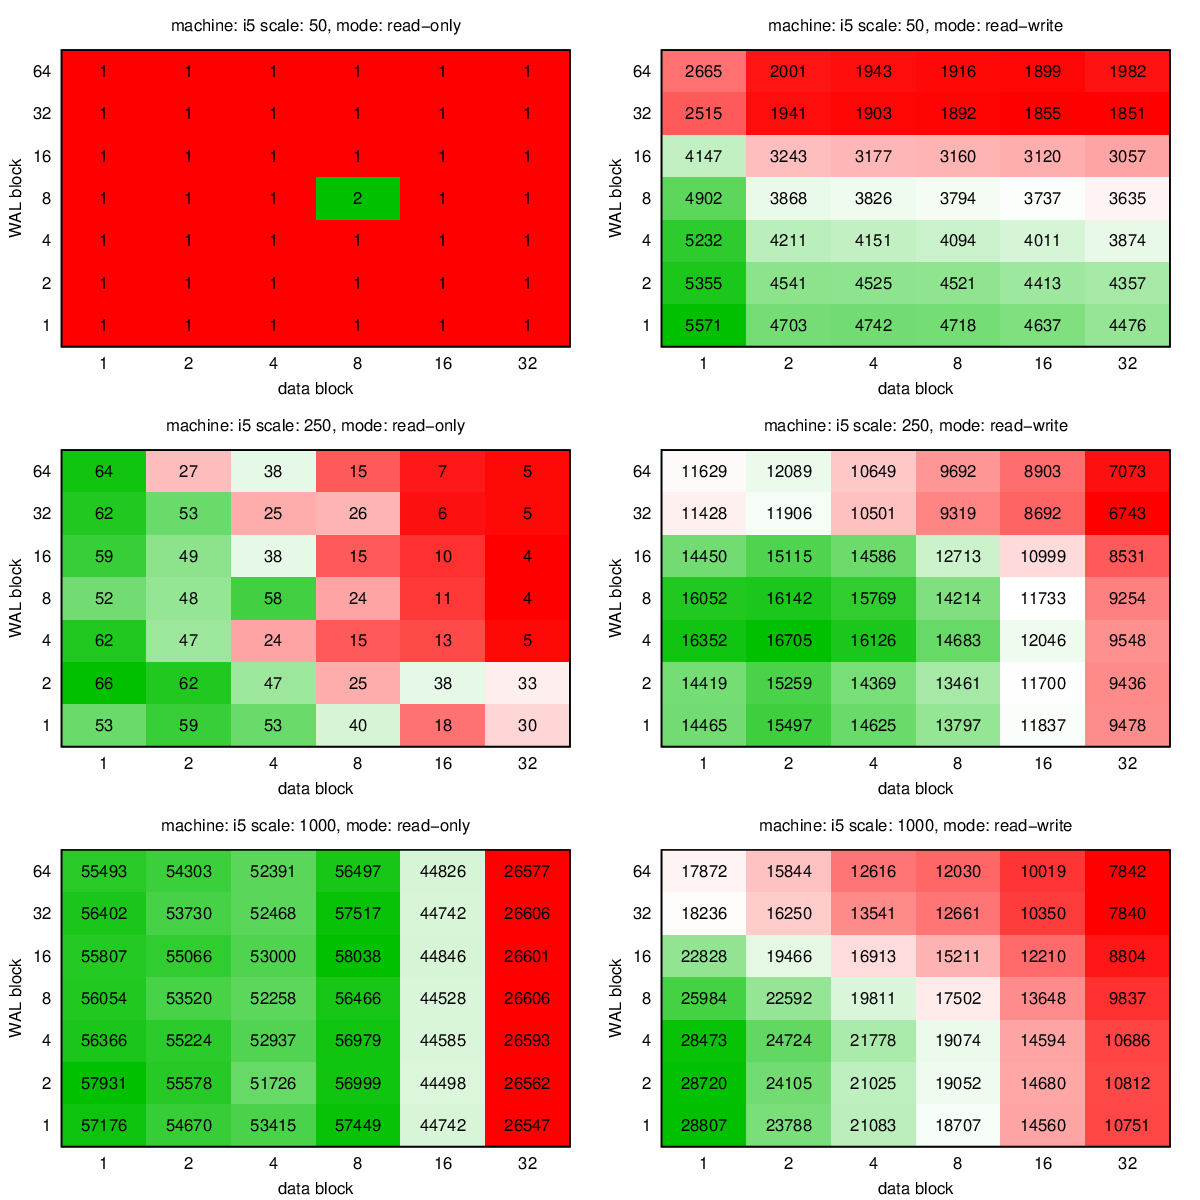 machine: i5 scale: 50, mode: read−only
WAL block
64 1 1 1 1 1 1
32 1 1 1 1 1 1
16 1 1 1 1 1 1
8 1 1 1 2 1 1
4 1 1 1 1 1 1
2 1 1 1 1 1 1
1 1 1 1 1 1 1
1 2 4 8 16 32
data block
machine: i5 scale: 50, mode: read−write
WAL block
64 2665 2001 1943 1916 1899 1982
32 2515 1941 1903 1892 1855 1851
16 4147 3243 3177 3160 3120 3057
8 4902 3868 3826 3794 3737 3635
4 5232 4211 4151 4094 4011 3874
2 5355 4541 4525 4521 4413 4357
1 5571 4703 4742 4718 4637 4476
1 2 4 8 16 32
data block
machine: i5 scale: 250, mode: read−only
WAL block
64 64 27 38 15 7 5
32 62 53 25 26 6 5
16 59 49 38 15 10 4
8 52 48 58 24 11 4
4 62 47 24 15 13 5
2 66 62 47 25 38 33
1 53 59 53 40 18 30
1 2 4 8 16 32
data block
machine: i5 scale: 250, mode: read−write
WAL block
64 11629 12089 10649 9692 8903 7073
32 11428 11906 10501 9319 8692 6743
16 14450 15115 14586 12713 10999 8531
8 16052 16142 15769 14214 11733 9254
4 16352 16705 16126 14683 12046 9548
2 14419 15259 14369 13461 11700 9436
1 14465 15497 14625 13797 11837 9478
1 2 4 8 16 32
data block
machine: i5 scale: 1000, mode: read−only
WAL block
64 55493 54303 52391 56497 44826 26577
32 56402 53730 52468 57517 44742 26606
16 55807 55066 53000 58038 44846 26601
8 56054 53520 52258 56466 44528 26606
4 56366 55224 52937 56979 44585 26593
2 57931 55578 51726 56999 44498 26562
1 57176 54670 53415 57449 44742 26547
1 2 4 8 16 32
data block
machine: i5 scale: 1000, mode: read−write
WAL block
64 17872 15844 12616 12030 10019 7842
32 18236 16250 13541 12661 10350 7840
16 22828 19466 16913 15211 12210 8804
8 25984 22592 19811 17502 13648 9837
4 28473 24724 21778 19074 14594 10686
2 28720 24105 21025 19052 14680 10812
1 28807 23788 21083 18707 14560 10751
1 2 4 8 16 32
data block